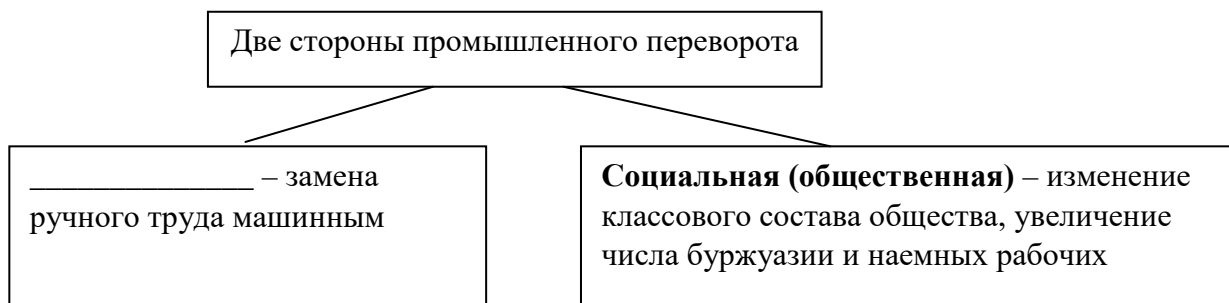 Две стороны промышленного переворота
______________ – замена
ручного труда машинным
Социальная (общественная) – изменение
классового состава общества, увеличение
числа буржуазии и наемных рабочих